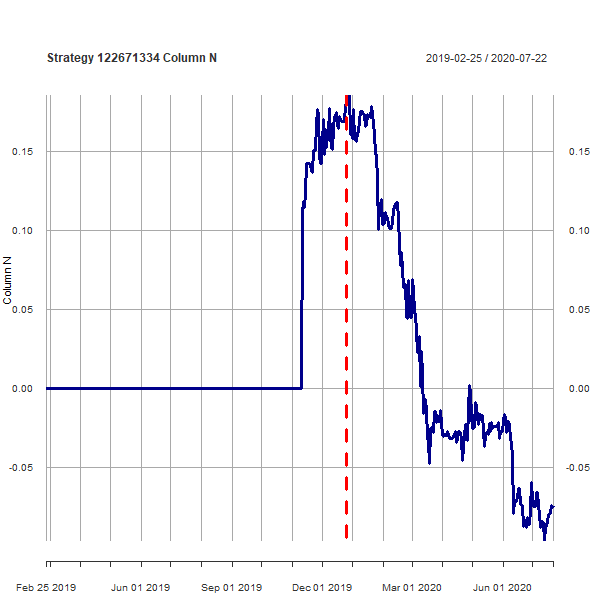 Strategy 122671334 Column N
2019-02-25 / 2020-07-22
0.15 0.15
0.10 0.10
Column N
0.05 0.05
0.00 0.00
-0.05 -0.05
Feb 25 2019 Jun 01 2019 Sep 01 2019 Dec 01 2019 Mar 01 2020 Jun 01 2020